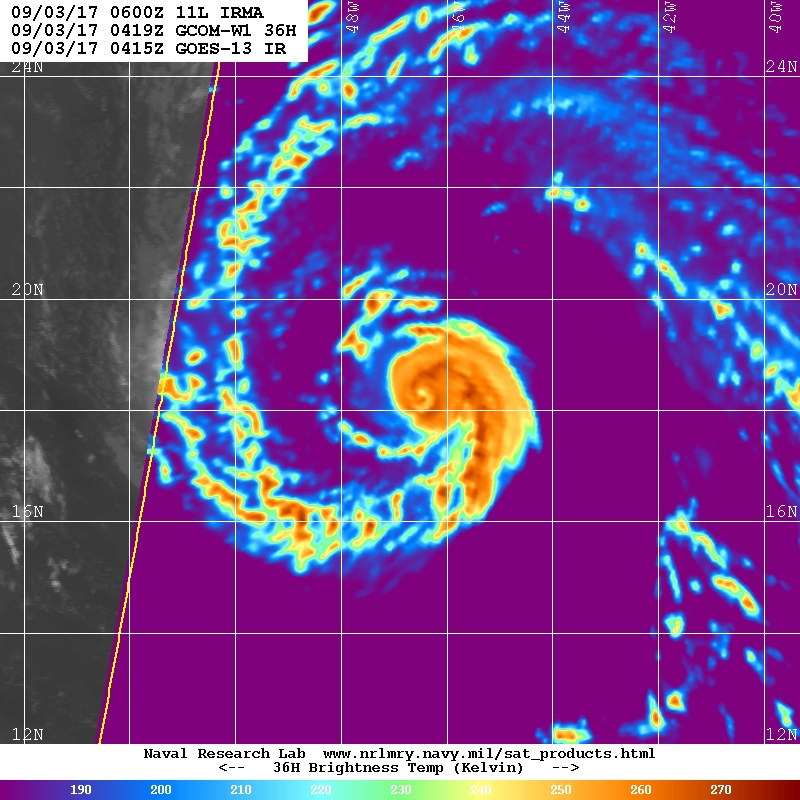 09/03/17 0600Z 11L IRMA
09/03/17 0419Z GCOM-W1 36H
09/03/17 0415Z GOES-13 IR
48W 46W 44W 42W 40W
24N 24N
20N 20N
16N 16N
12N 12N
Naval Research Lab www.nrlmry.navy.mil/sat_products.html
<-- 36H Brightness Temp (Kelvin) -->
190 200 210 220 230 240 250 260 270